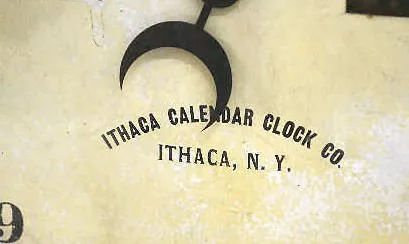 ITHACA CALENDAR CLOCK CO.
ITHACA, N. Y.
9